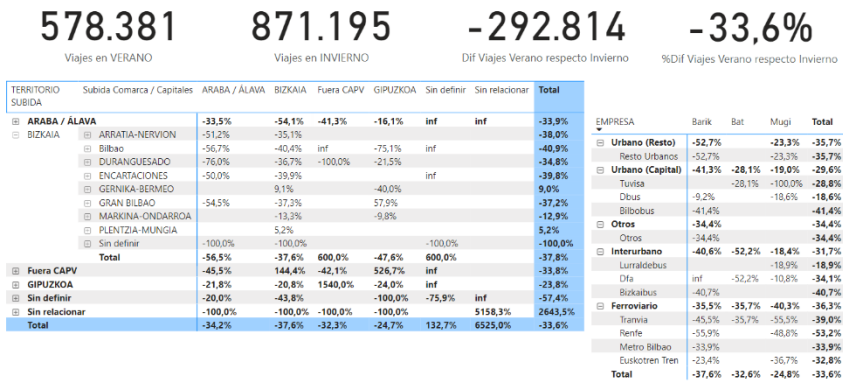 578.381 871.195 -292.814 -33,6%
Viajes en VERANO Viajes en INVIERNO Dif Viajes Verano respecto Invierno %Dif Viajes Verano respecto Invierno
TERRITORIO SUBIDA Subida Comarca / Capitales ARABA / ÁLAVA BIZKAIA Fuera CAPV GIPUZKOA Sin definir Sin relacionar Total
ARABA / ÁLAVA -33,5% -54,1% -41,3% -16,1% inf inf -33,9%
BIZKAIA ARRATIA-NERVION -51,2% -35,1% -38,0%
Bilbao -56,7% -40,4% inf -75,1% inf -40,9%
DURANGUESADO -76,0% -36,7% -100,0% -21,5% -34,8%
ENCARTACIONES -50,0% -39,9% inf -39,8%
GERNIKA-BERMEO 9,1% -40,0% 9,0%
GRAN BILBAO -54,5% -37,3% 57,9% -37,2%
MARKINA-ONDARROA -13,3% -9,8% -12,9%
PLENTZIA-MUNGIA 5,2% 5,2%
Sin definir -100,0% -100,0% -100,0% -100,0%
Total -56,5% -37,6% 600,0% -47,6% 600,0% -37,8%
Fuera CAPV -45,5% 144,4% -42,1% 526,7% inf -33,8%
GIPUZKOA -21,8% -20,8% 1540,0% -24,0% inf -23,8%
Sin definir -20,0% -43,8% -100,0% -75,9% inf -57,4%
Sin relacionar -100,0% -100,0% -100,0% -100,0% 5158,3% 2643,5%
Total -34,2% -37,6% -32,3% -24,7% 132,7% 6525,0% -33,6%
EMPRESA Barik Bat Mugi Total
Urbano (Resto) -52,7% -23,3% -35,7%
Resto Urbanos -52,7% -23,3% -35,7%
Urbano (Capital) -41,3% -28,1% -19,0% -29,6%
Tuvisa -28,1% -100,0% -28,8%
Dbus -9,2% -18,6% -18,6%
Bilbobus -41,4% -41,4%
Otros -34,4% -34,4%
Otros -34,4% -34,4%
Interurbano -40,6% -52,2% -18,4% -31,7%
Lurraldebus -18,9% -18,9%
Dfa inf -52,2% -10,8% -34,1%
Bizkaibus -40,7% -40,7%
Ferroviario -35,5% -35,7% -40,3% -36,3%
Tranvia -45,5% -35,7% -55,5% -39,0%
Renfe -55,9% -48,8% -53,2%
Metro Bilbao -33,9% -33,9%
Euskotren Tren -23,4% -36,7% -32,8%
Total -37,6% -32,6% -24,8% -33,6%